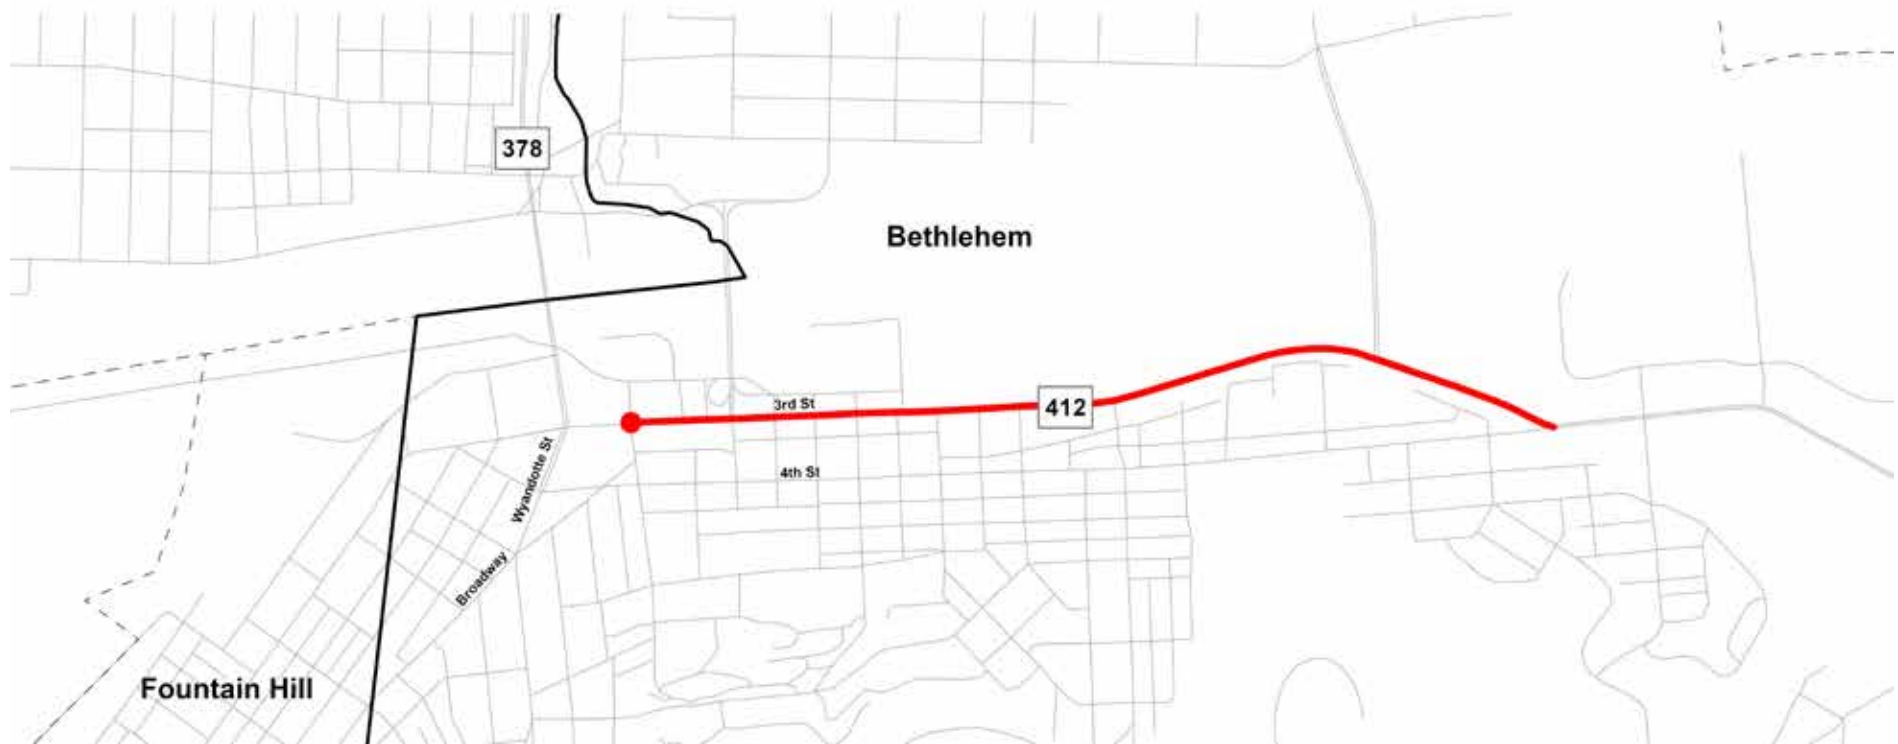 378
Bethlehem
3rd St
412
4th St
Wyandotte St
Broadway
Fountain Hill